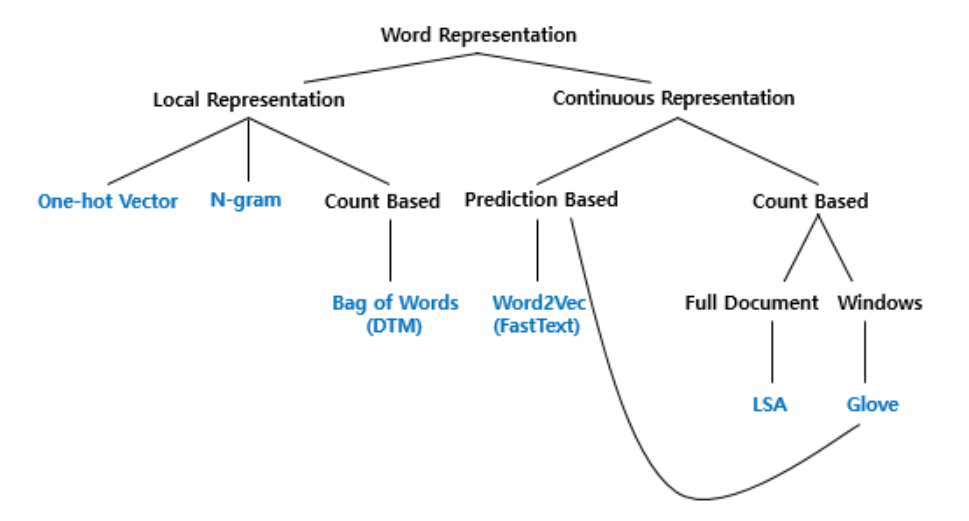 Word Representation
Local Representation
Continuous Representation
One-hot Vector
N-gram
Count Based
Prediction Based
Count Based
Bag of Words
(DTM)
Word2Vec
(FastText)
Full Document
Windows
LSA
Glove